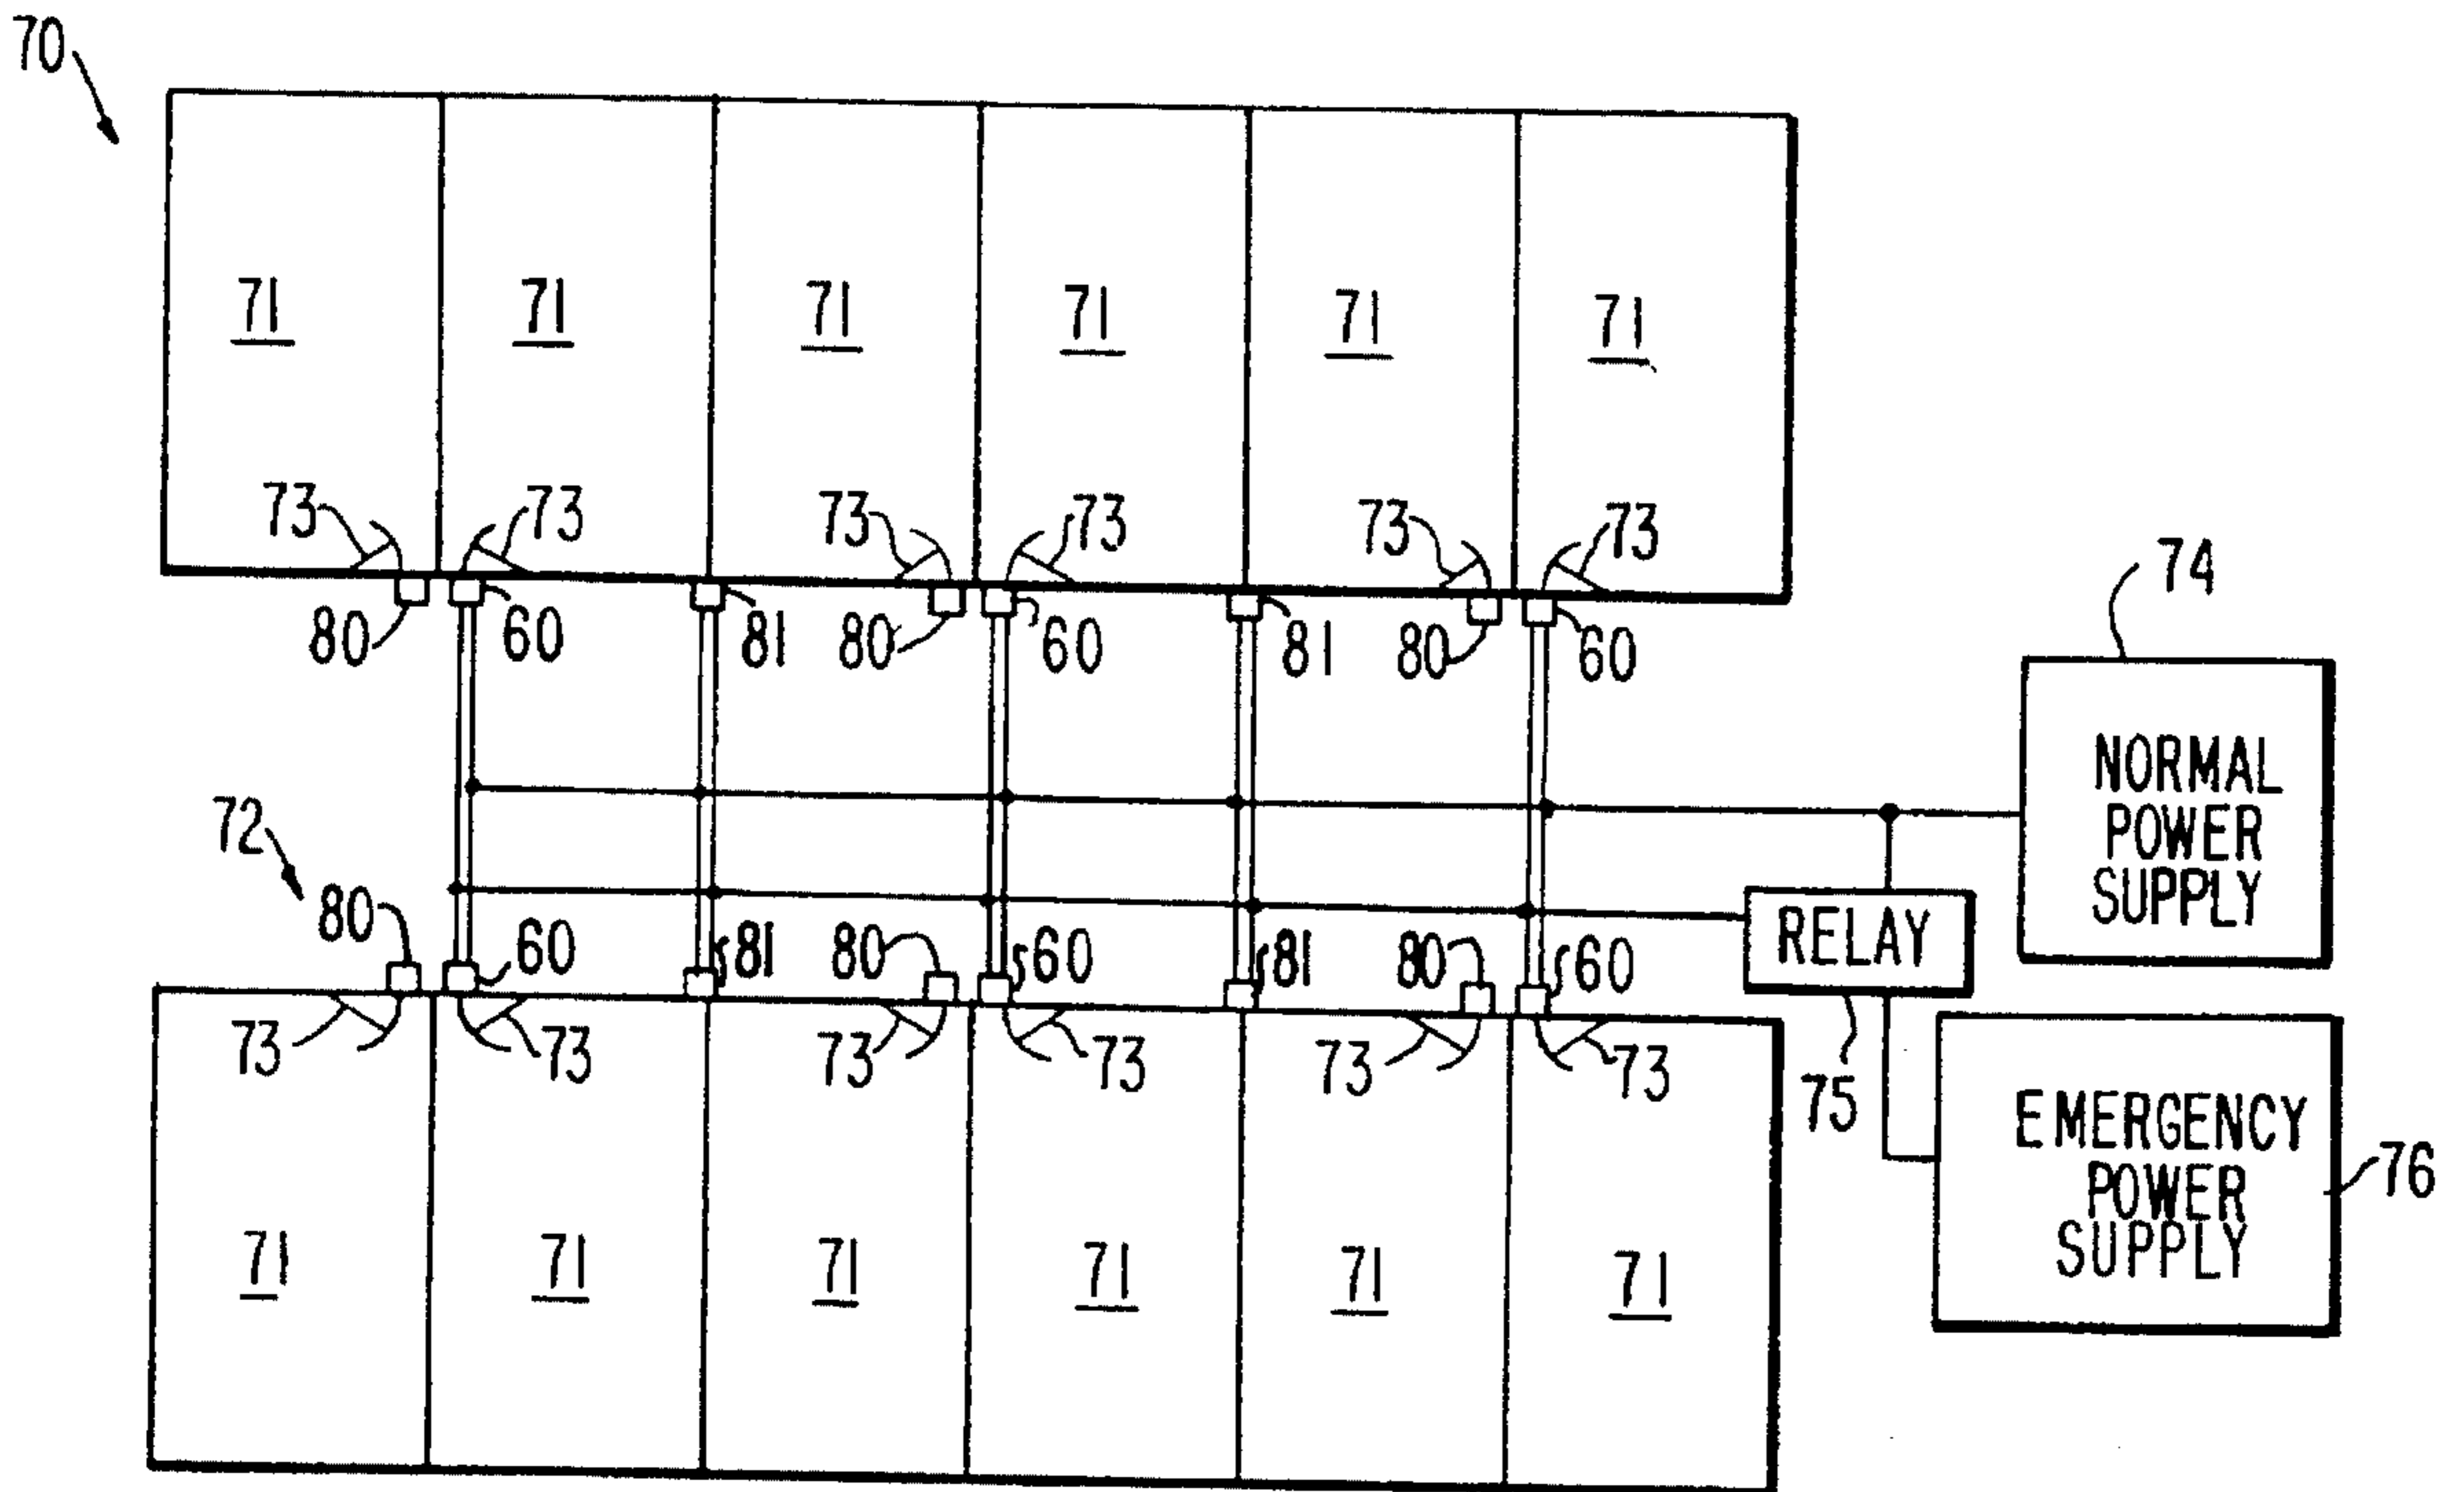 70
71 71 71 71 71 71
73 73 73 73 73 73
80 60 81 80 60 81 80 60
74
NORMAL
POWER
SUPPLY
72
80 60 81 80 60 81 80 60
RELAY
73 73 73 73 73 73
75
EMERGENCY
POWER
SUPPLY
76
71 71 71 71 71 71